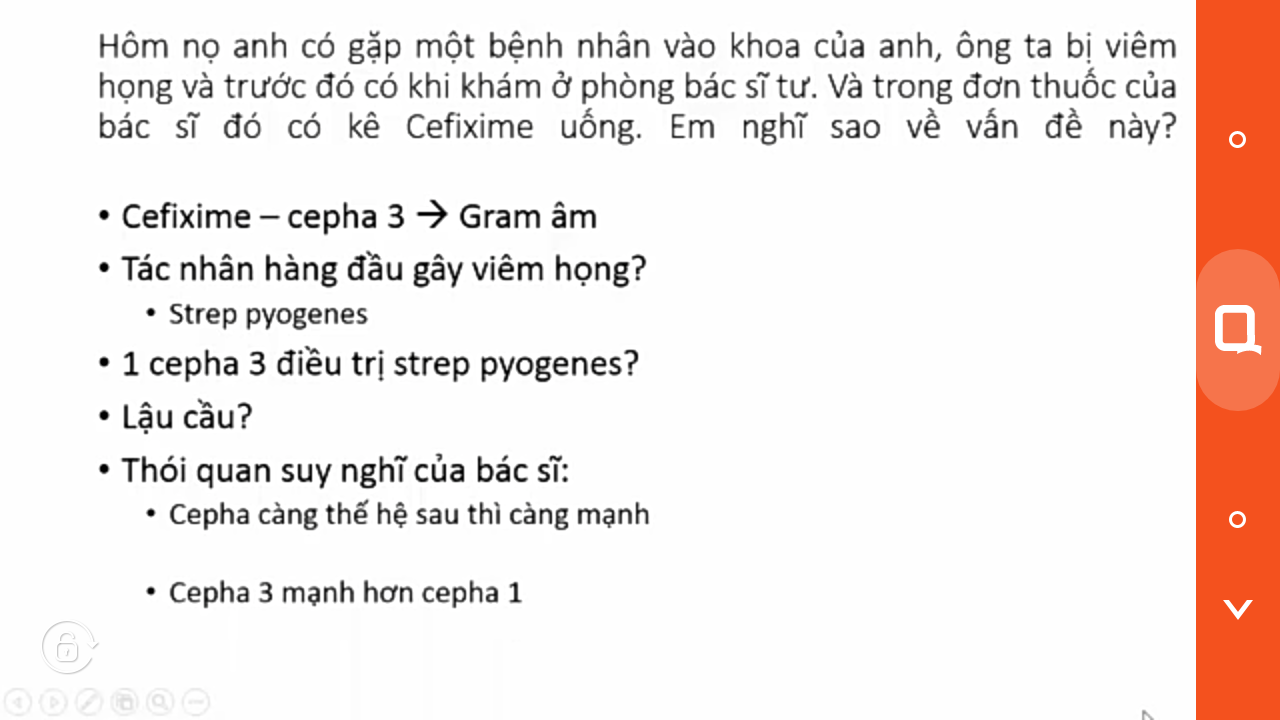 Hôm nọ anh có gặp một bệnh nhân vào khoa của anh, ông ta bị viêm
họng và trước đó có khi khám ở phòng bác sĩ tư. Và trong đơn thuốc của
bác sĩ đó có kê Cefixime uống. Em nghĩ sao về vấn đề này?
• Cefixime – cepha 3 → Gram âm
• Tác nhân hàng đầu gây viêm họng?
• Strep pyogenes
• 1 cepha 3 điều trị strep pyogenes?
• Lậu cầu?
• Thói quan suy nghĩ của bác sĩ:
• Cepha càng thế hệ sau thì càng mạnh
• Cepha 3 mạnh hơn cepha 1